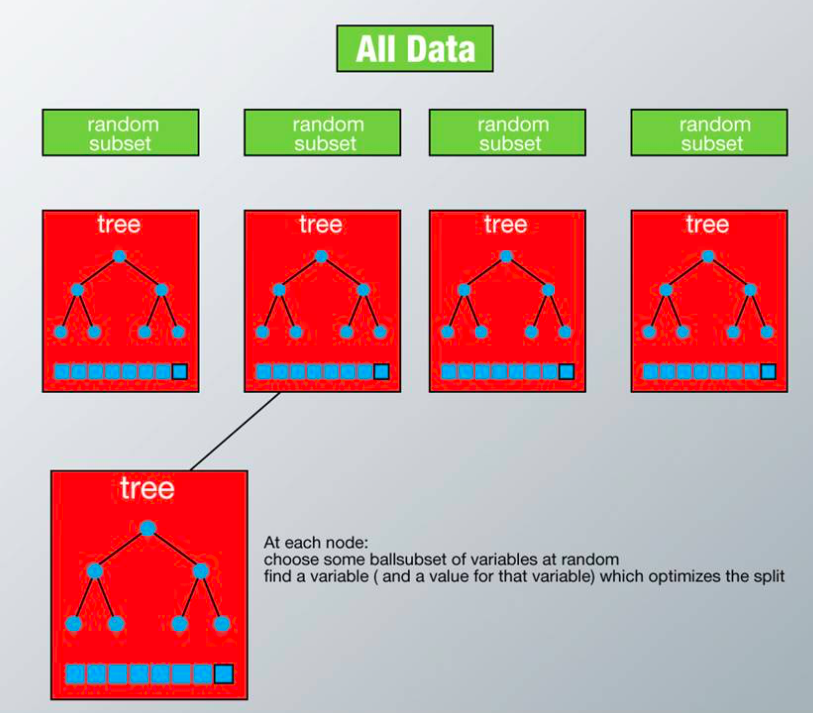 All Data
random
subset
random
subset
random
subset
random
subset
tree
tree
tree
tree
tree
At each node:
choose some ballsubset of variables at random
find a variable ( and a value for that variable) which optimizes the split